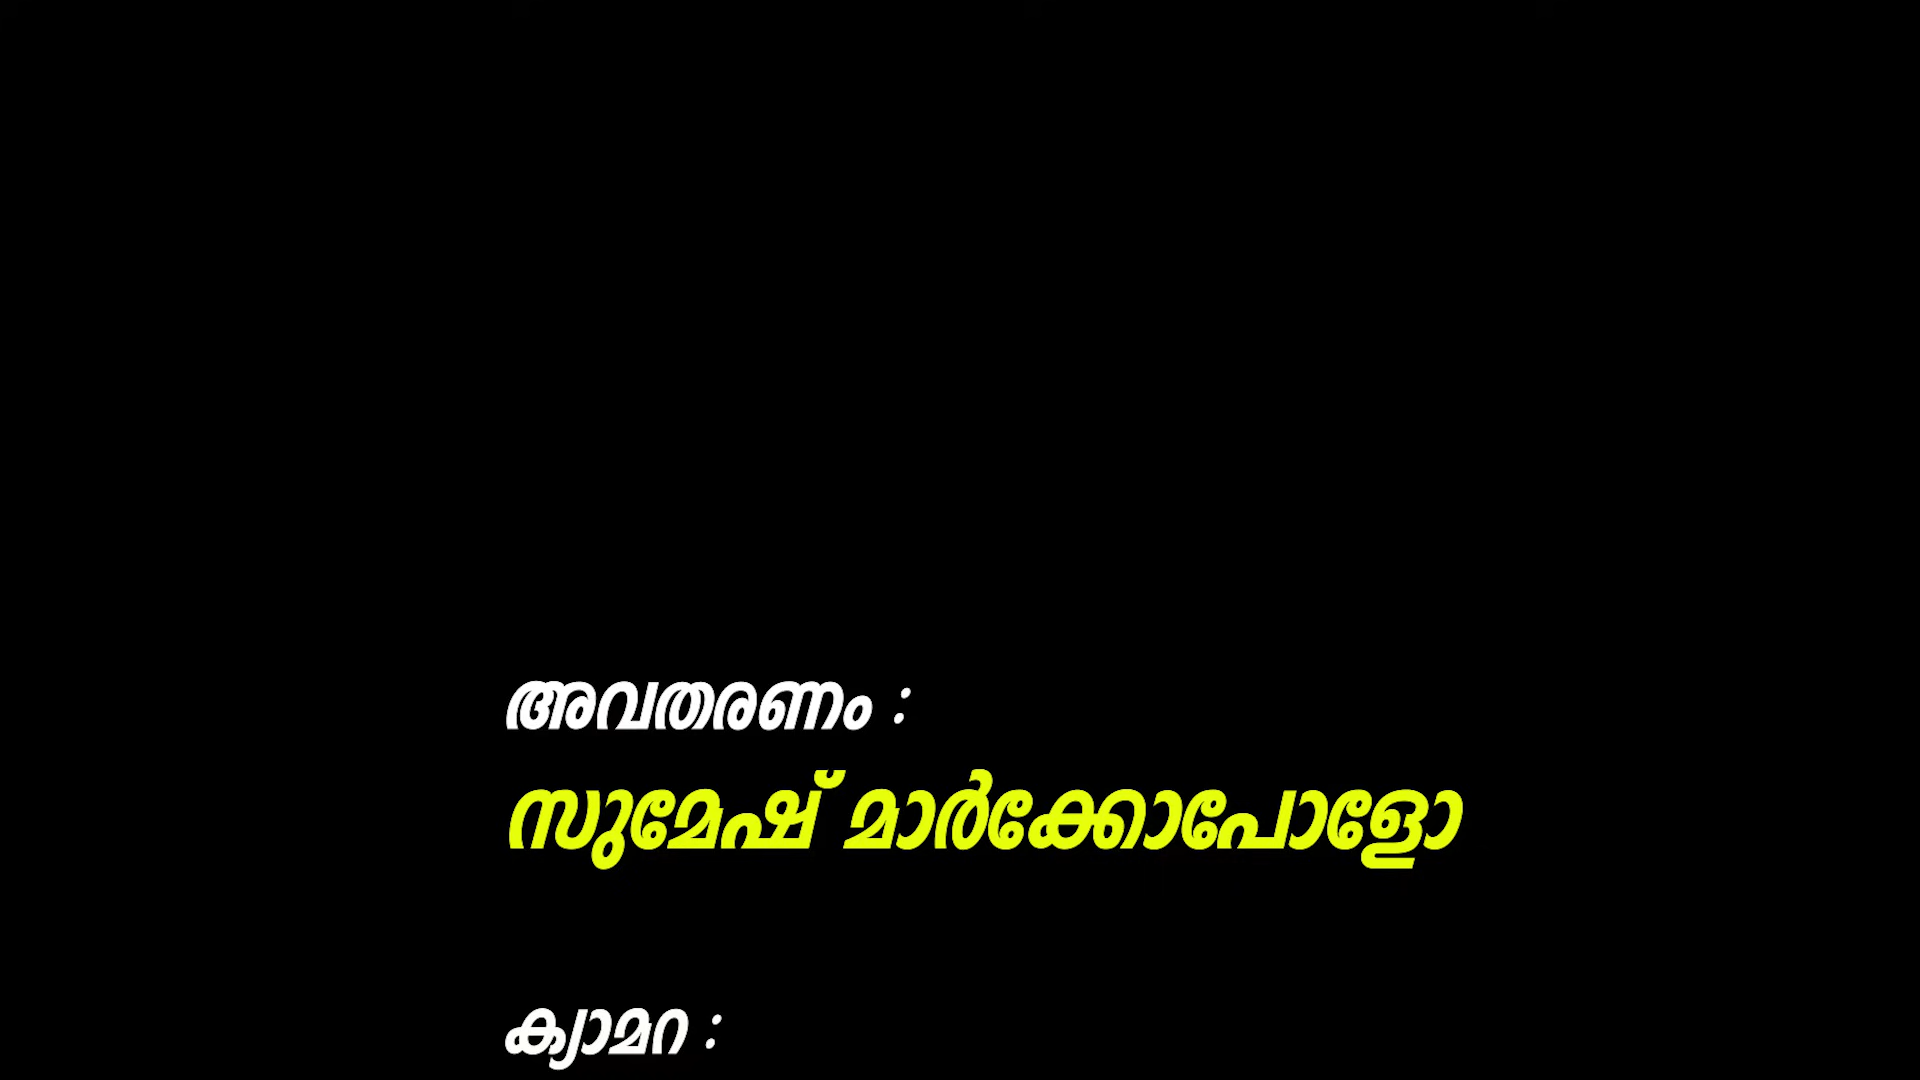 അവതരണം :
സുമേഷ് മാർക്കോപോളോ
ക്യാമറ :